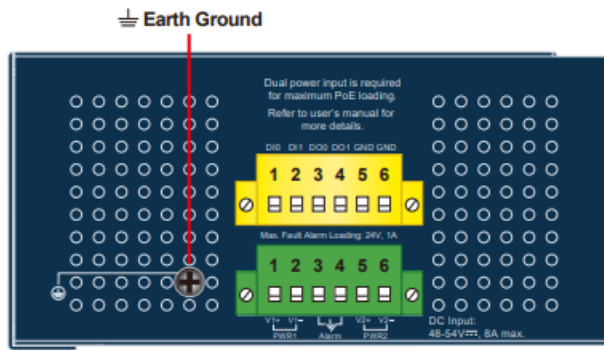 Earth Ground
Dual power input is required
for maximum PoE loading.
Refer to user's manual for
more details.
DI0 DI1 DO0 DO1 GND GND
1 2 3 4 5 6
Max. Fault Alarm Loading: 24V, 1A
1 2 3 4 5 6
V1+ V1- V2+ V2-
PWR1 Alarm PWR2
DC Input:
48-54V⎓, 8A max.